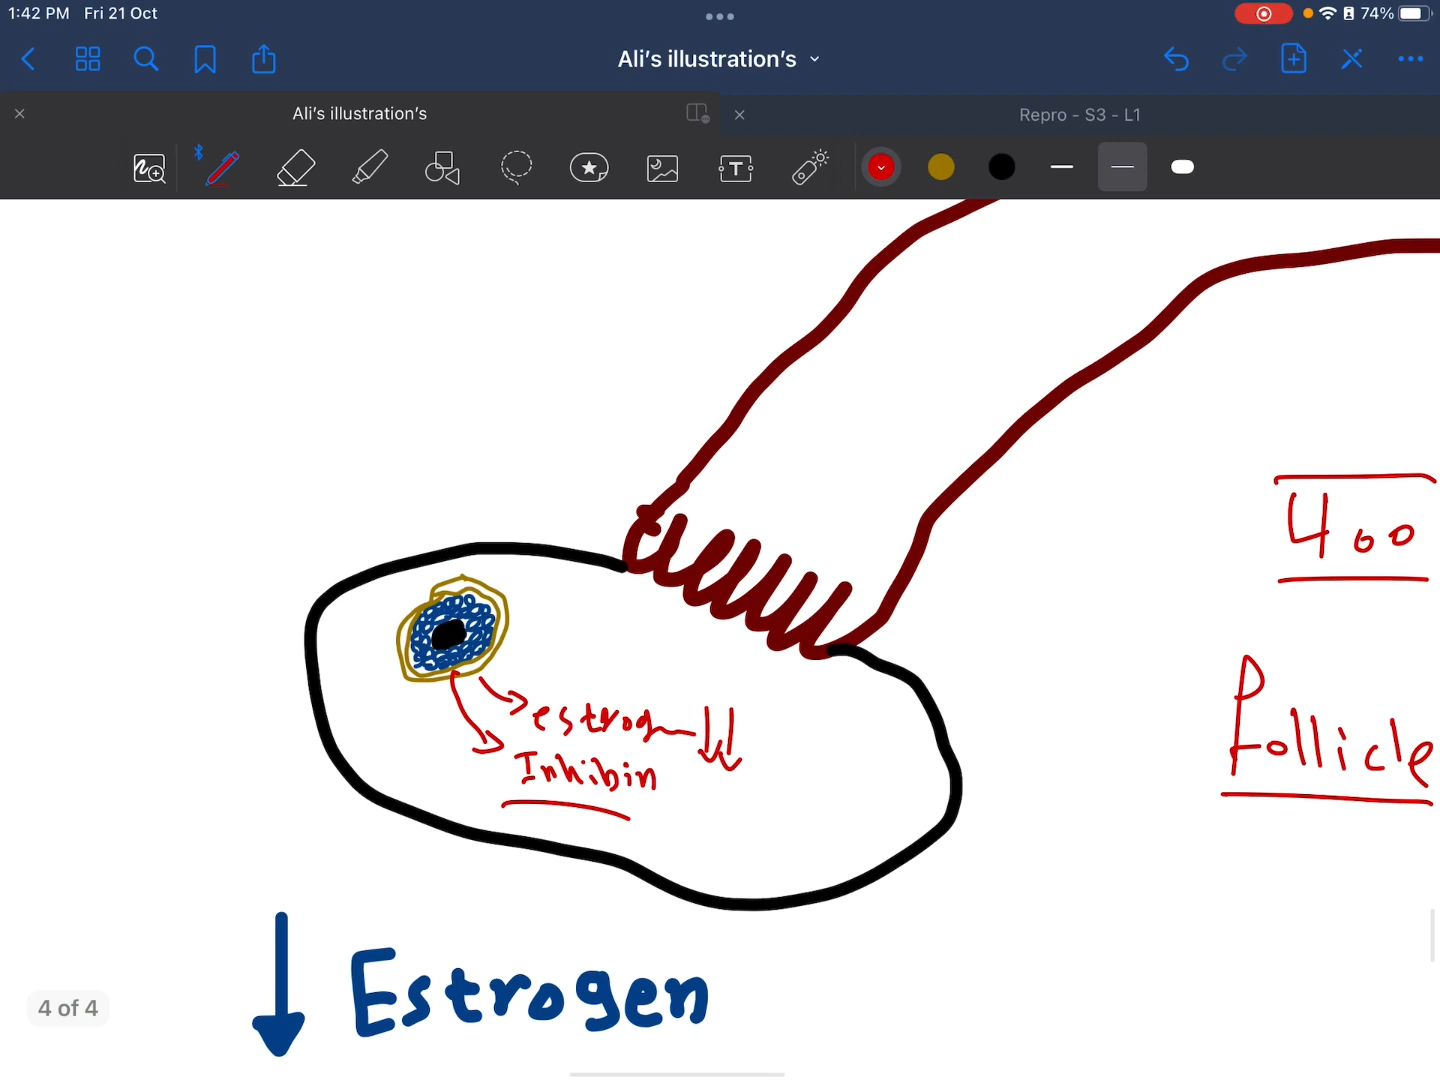 1:42 PM Fri 21 Oct
74%
Ali's illustration's
Ali's illustration's
Repro - S3 - L1
400
Follicle
estrogen
Inhibin
Estrogen
4 of 4